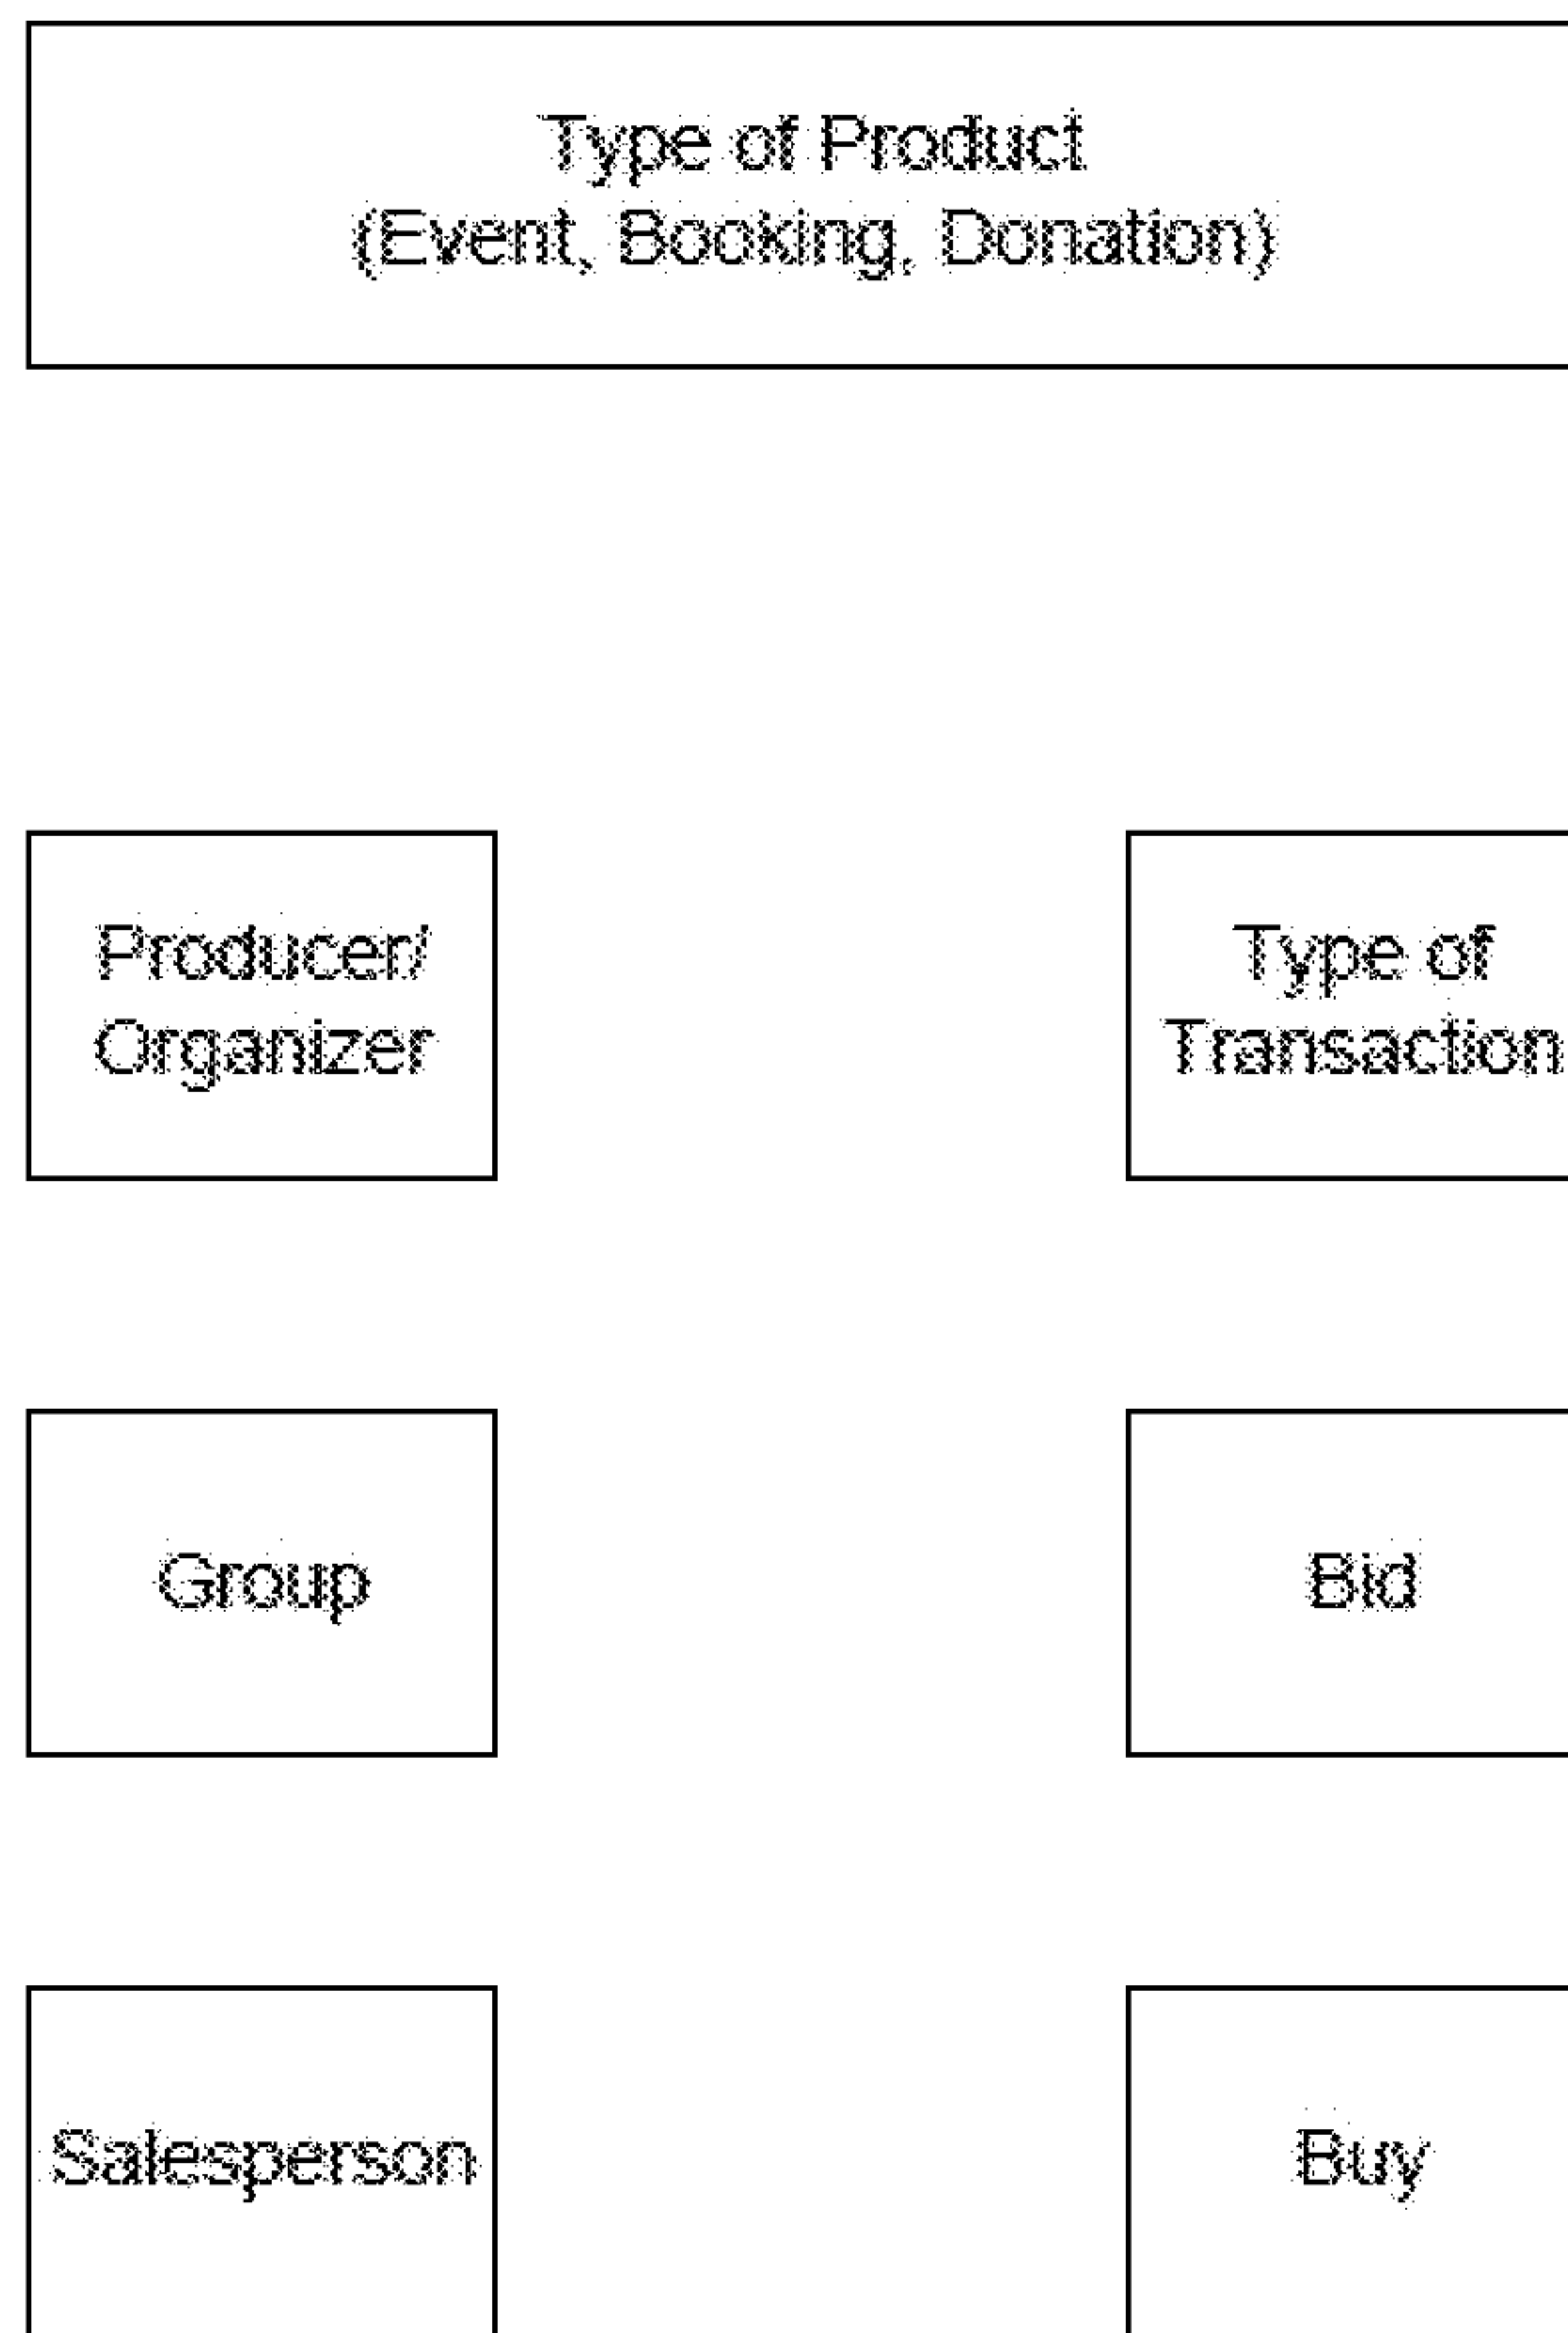 Type of Product
(Event, Booking, Donation)
Producer/
Organizer
Type of
Transaction
Group
Bid
Salesperson
Buy